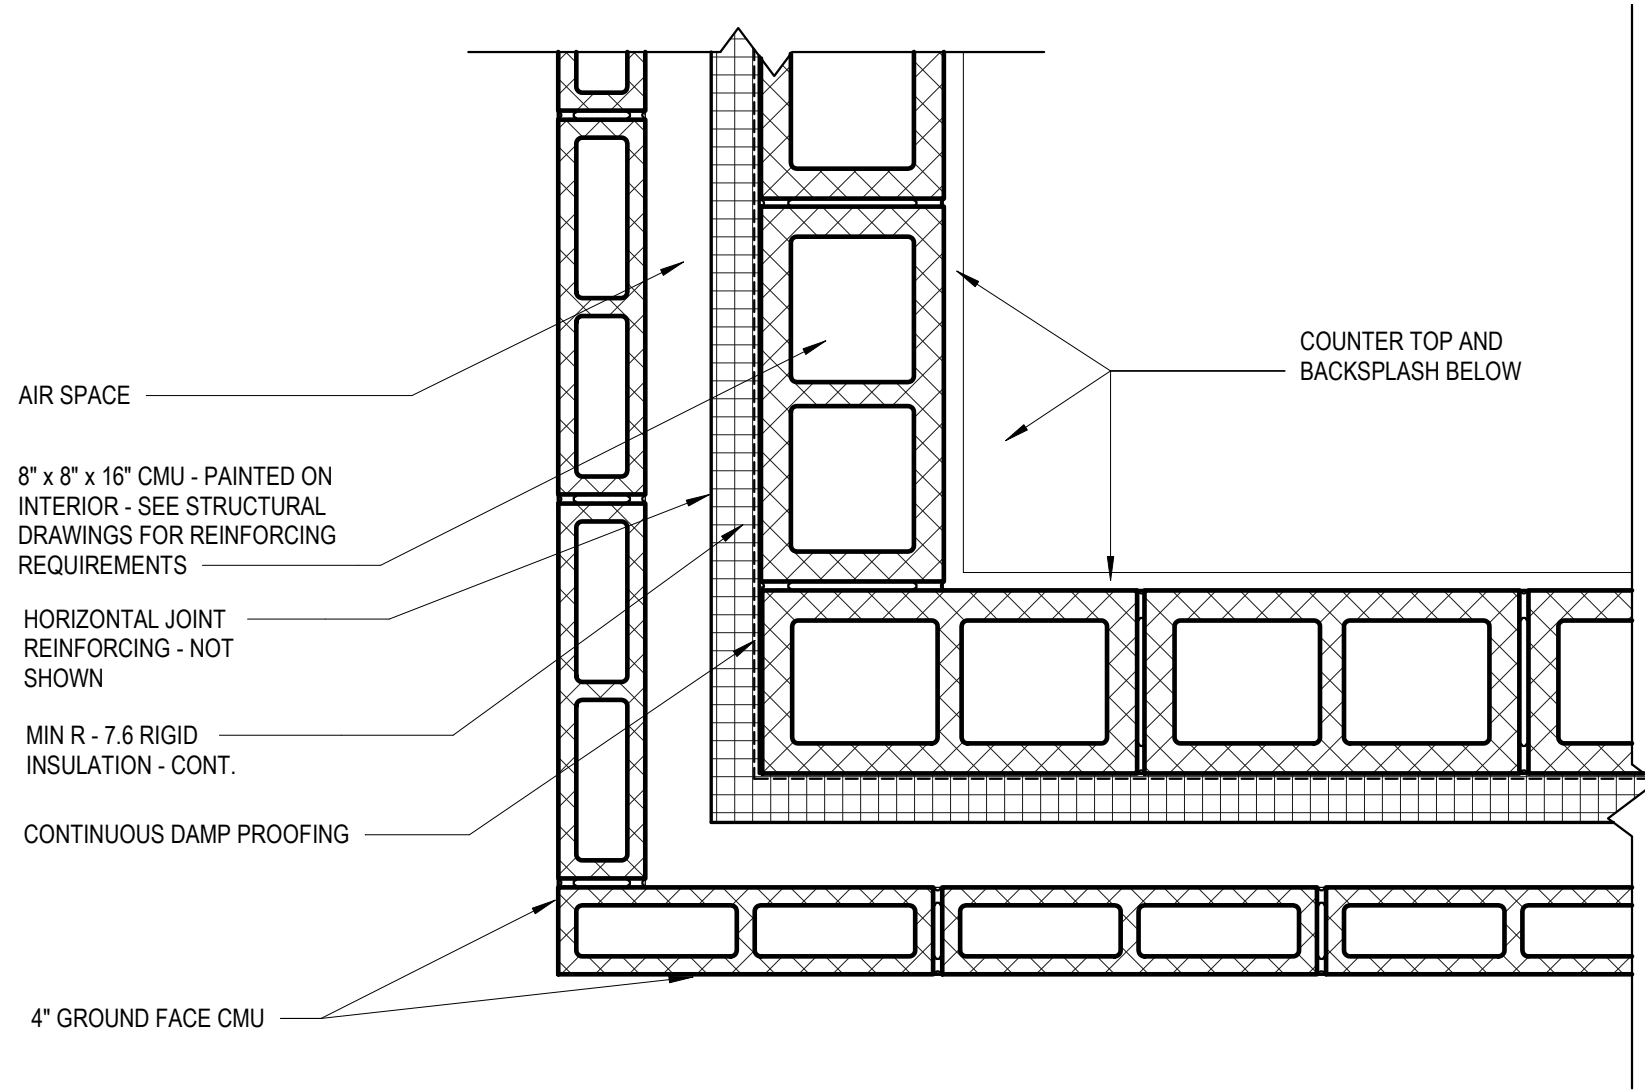 AIR SPACE
8" x 8" x 16" CMU - PAINTED ON
INTERIOR - SEE STRUCTURAL
DRAWINGS FOR REINFORCING
REQUIREMENTS
HORIZONTAL JOINT
REINFORCING - NOT
SHOWN
MIN R - 7.6 RIGID
INSULATION - CONT.
CONTINUOUS DAMP PROOFING
4" GROUND FACE CMU
COUNTER TOP AND
BACKSPLASH BELOW